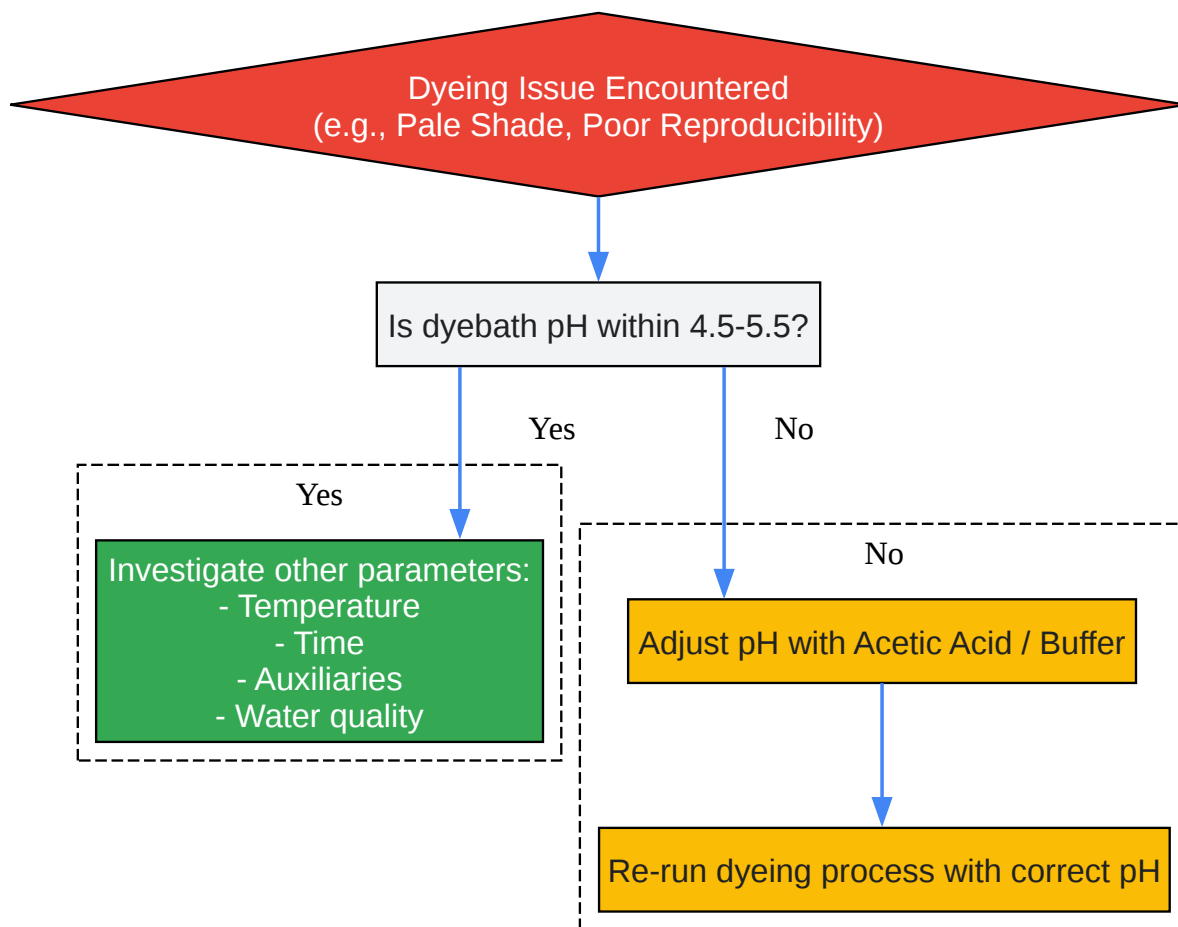 Dyeing Issue Encountered
(e.g., Pale Shade, Poor Reproducibility)
Is dyebath pH within 4.5-5.5?
Yes
No
Yes
Investigate other parameters:
- Temperature
- Time
- Auxiliaries
- Water quality
No
Adjust pH with Acetic Acid / Buffer
Re-run dyeing process with correct pH